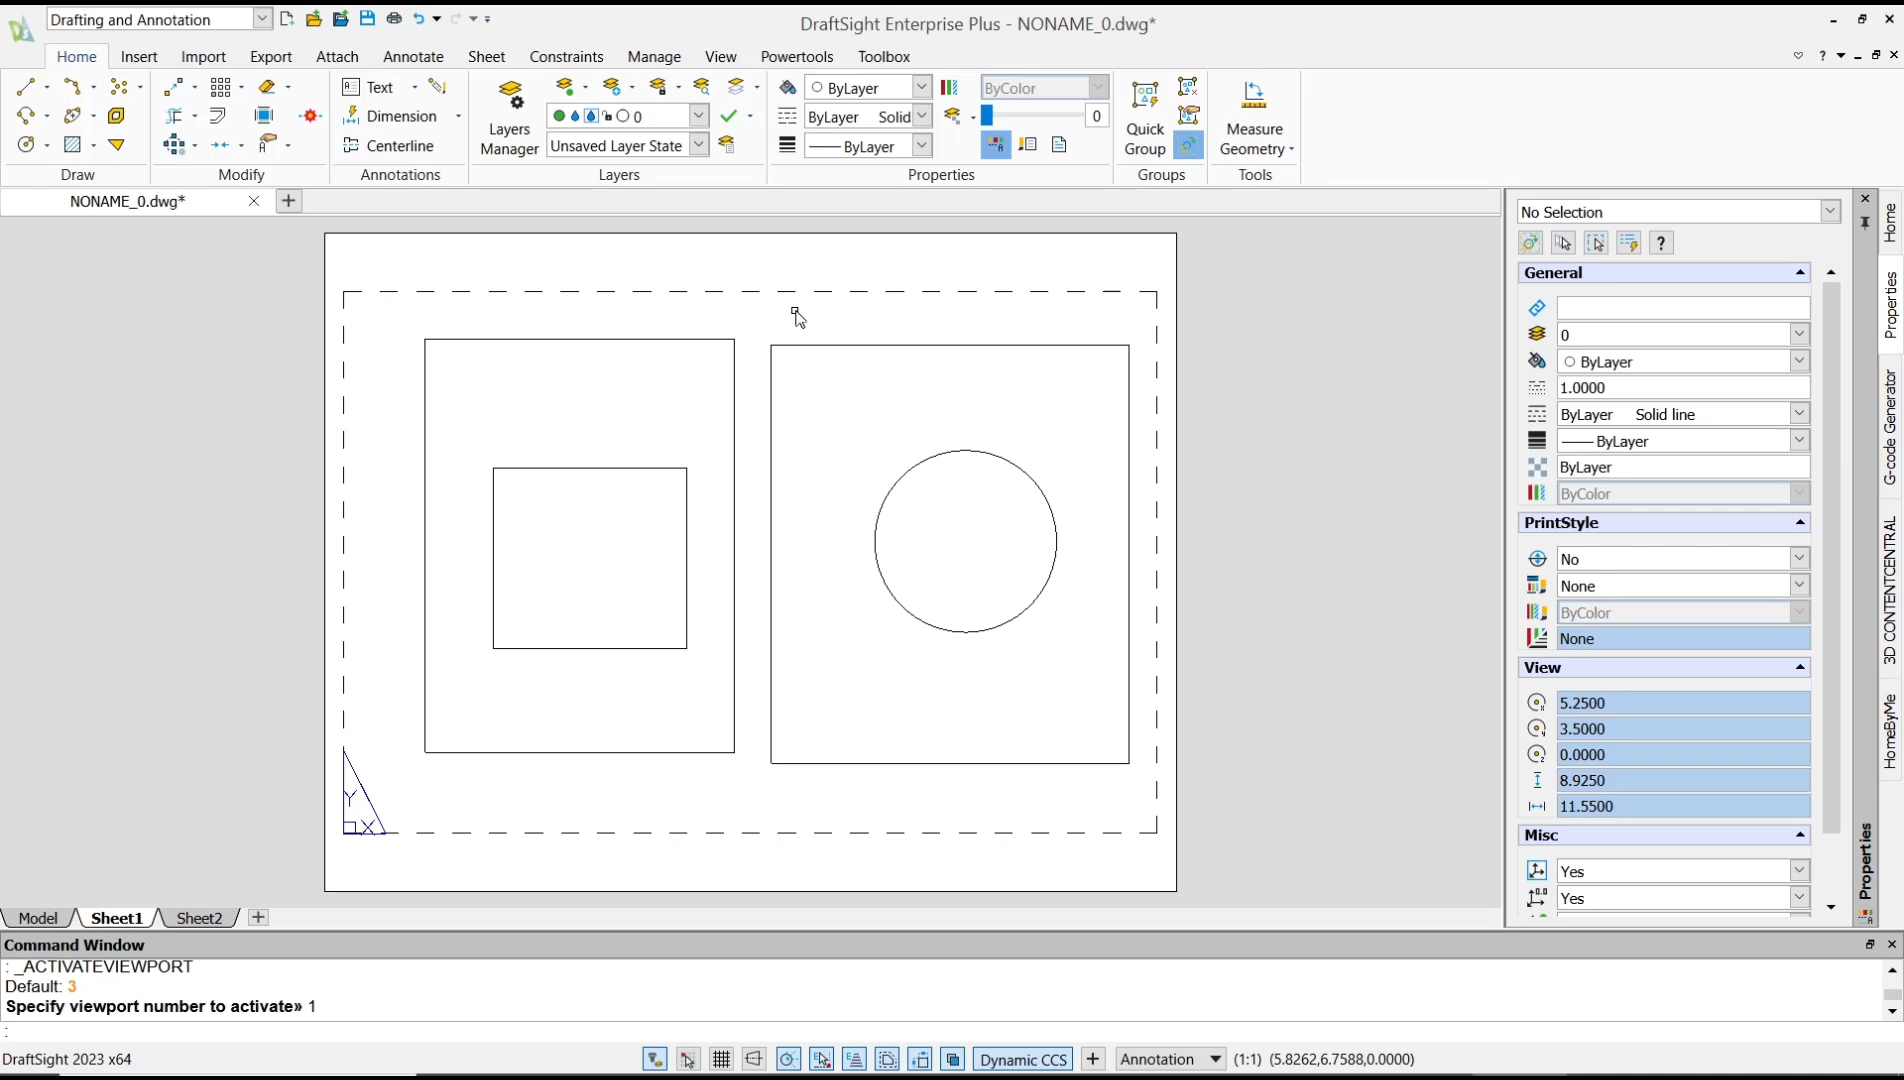 Drafting and Annotation
DraftSight Enterprise Plus - NONAME_0.dwg*
Home Insert Import Export Attach Annotate Sheet Constraints Manage View Powertools Toolbox
Text
Dimension
Centerline
Layers
Manager
0
Unsaved Layer State
ByLayer
ByLayer Solid
ByLayer
ByColor
0
Quick
Group
Measure
Geometry
Draw Modify Annotations Layers Properties Groups Tools
NONAME_0.dwg*
No Selection
General
0
ByLayer
1.0000
ByLayer Solid line
ByLayer
ByLayer
ByColor
PrintStyle
No
None
ByColor
None
View
5.2500
3.5000
0.0000
8.9250
11.5500
Misc
Yes
Yes
Properties
Home
Properties
G-code Generator
3D CONTENTCENTRAL
HomeByMe
Y
X
Model Sheet1 Sheet2
Command Window
: _ACTIVATEVIEWPORT
Default: 3
Specify viewport number to activate» 1
:
DraftSight 2023 x64
Dynamic CCS
Annotation
(1:1) (5.8262,6.7588,0.0000)